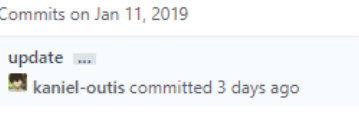 Commits on Jan 11, 2019
update ...
kaniel-outis committed 3 days ago